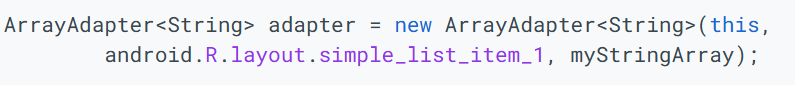 ArrayAdapter<String> adapter = new ArrayAdapter<String>(this,
android.R.layout.simple_list_item_1, myStringArray);